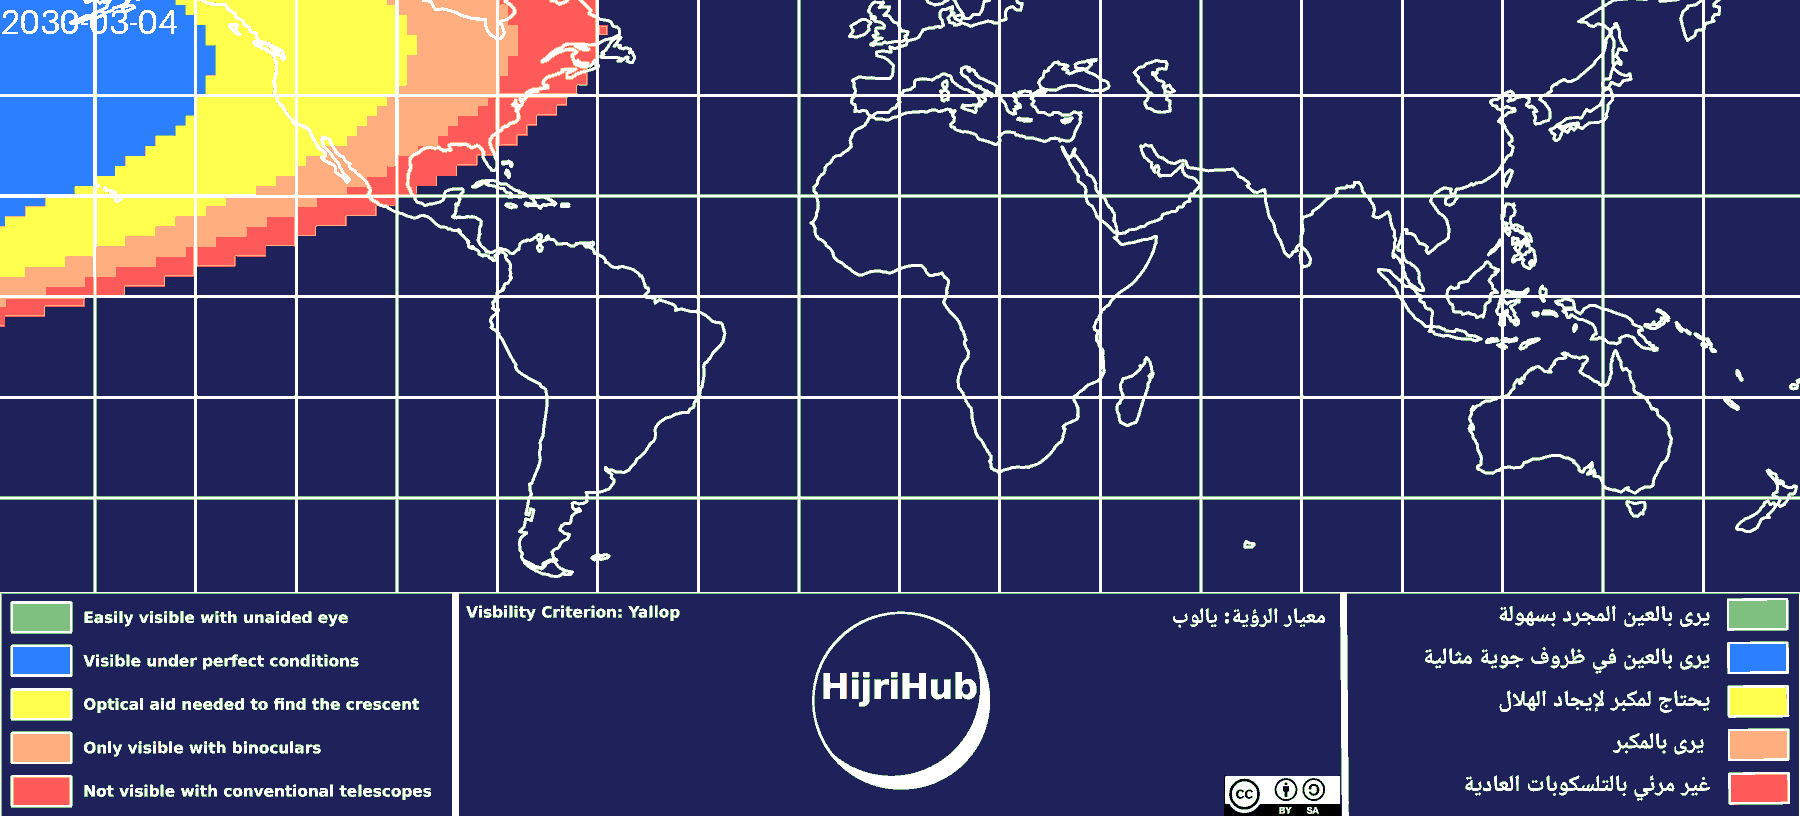 2030-03-04
Easily visible with unaided eye
Visible under perfect conditions
Optical aid needed to find the crescent
Only visible with binoculars
Not visible with conventional telescopes
Visbility Criterion: Yallop
معيار الرؤية: يالوب
HijriHub
cc
BY SA
يرى بالعين المجرد بسهولة
يرى بالعين في ظروف جوية مثالية
يحتاج لمكبر لإيجاد الهلال
يرى بالمكبر
غير مرئي بالتلسكوبات العادية